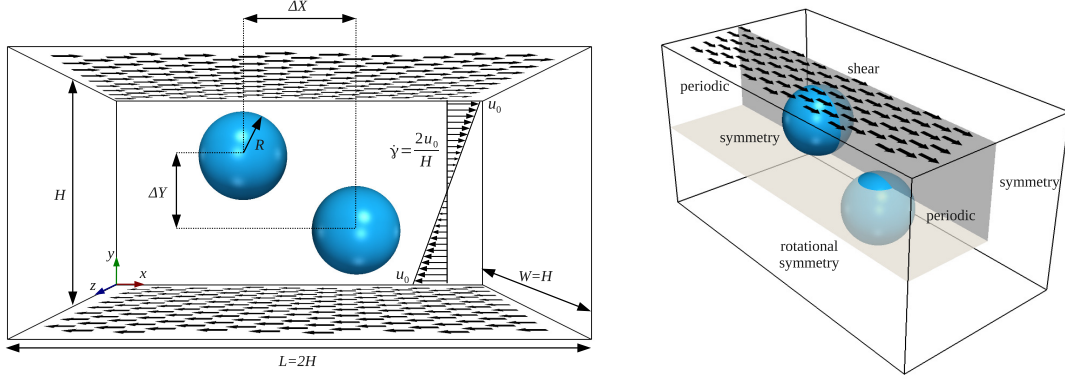 ΔX
u₀
R
γ̇ = 2u₀ / H
H
ΔY
y
x
z
u₀
W=H
L=2H
shear
periodic
symmetry
symmetry
periodic
rotational
symmetry